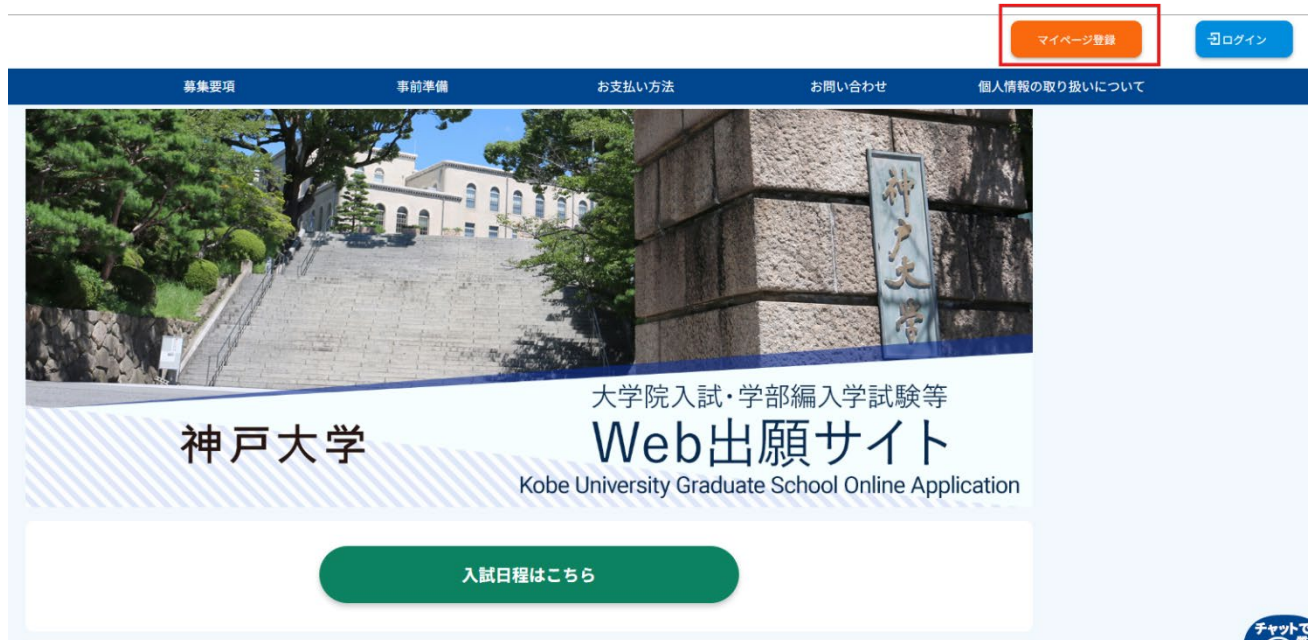 マイページ登録
ログイン
募集要項
事前準備
お支払い方法
お問い合わせ
個人情報の取り扱いについて
神戸大学
大学院入試・学部編入学試験等
神戸大学
Web出願サイト
Kobe University Graduate School Online Application
入試日程はこちら
チャットで